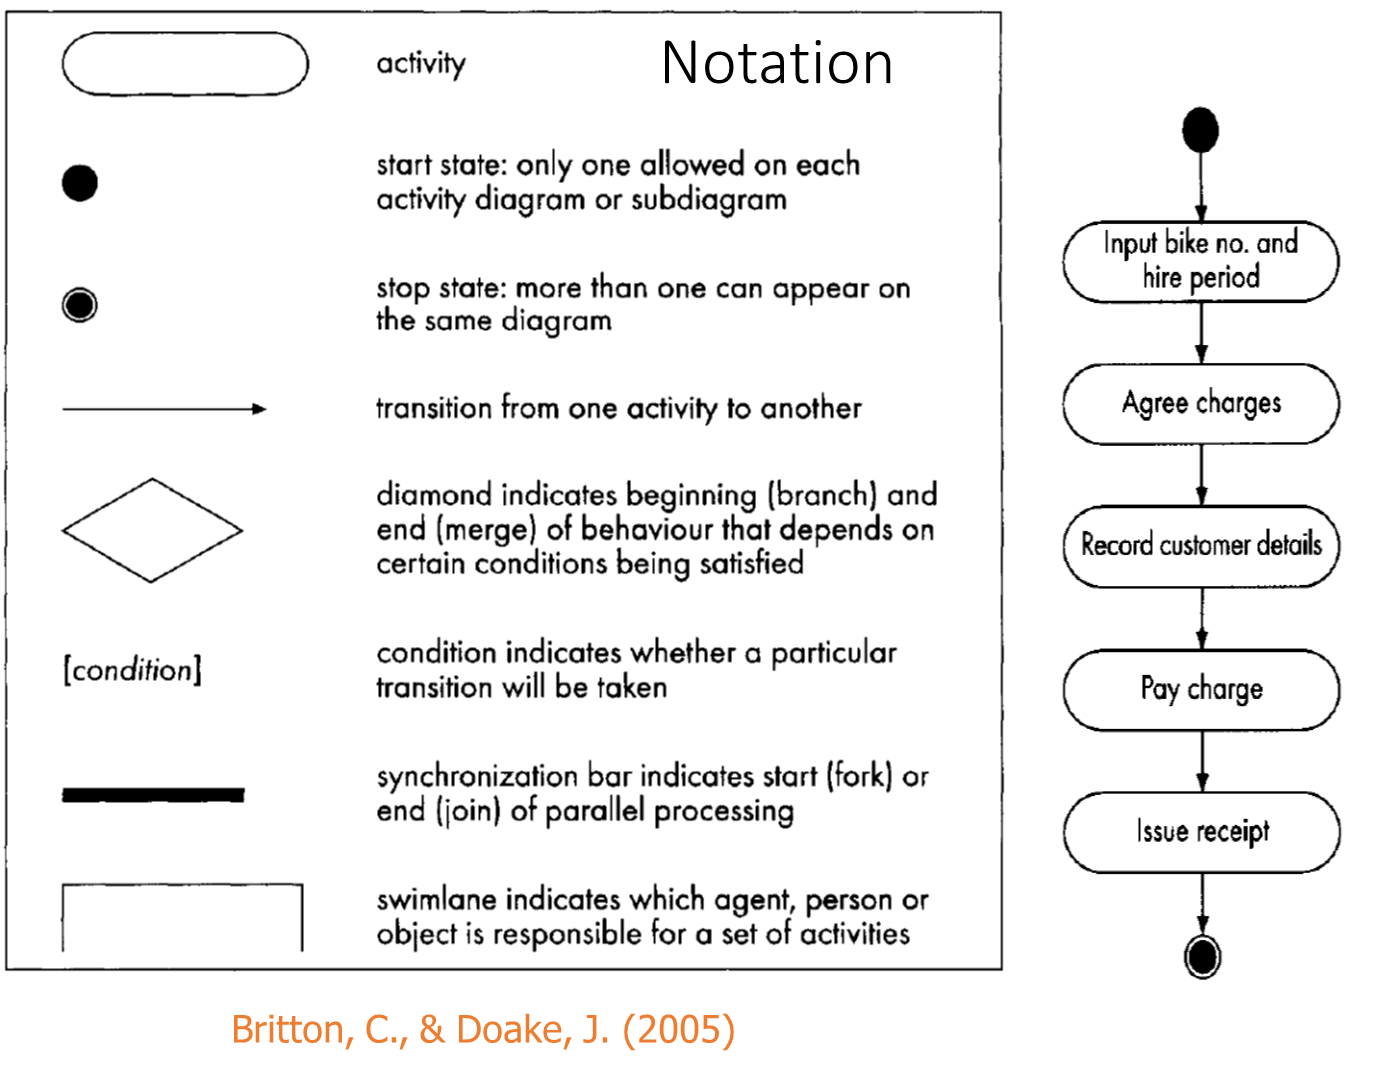 Notation
activity
start state: only one allowed on each
activity diagram or subdiagram
stop state: more than one can appear on
the same diagram
transition from one activity to another
diamond indicates beginning (branch) and
end (merge) of behaviour that depends on
certain conditions being satisfied
[condition]
condition indicates whether a particular
transition will be taken
synchronization bar indicates start (fork) or
end (join) of parallel processing
swimlane indicates which agent, person or
object is responsible for a set of activities
Input bike no. and
hire period
Agree charges
Record customer details
Pay charge
Issue receipt
Britton, C., & Doake, J. (2005)